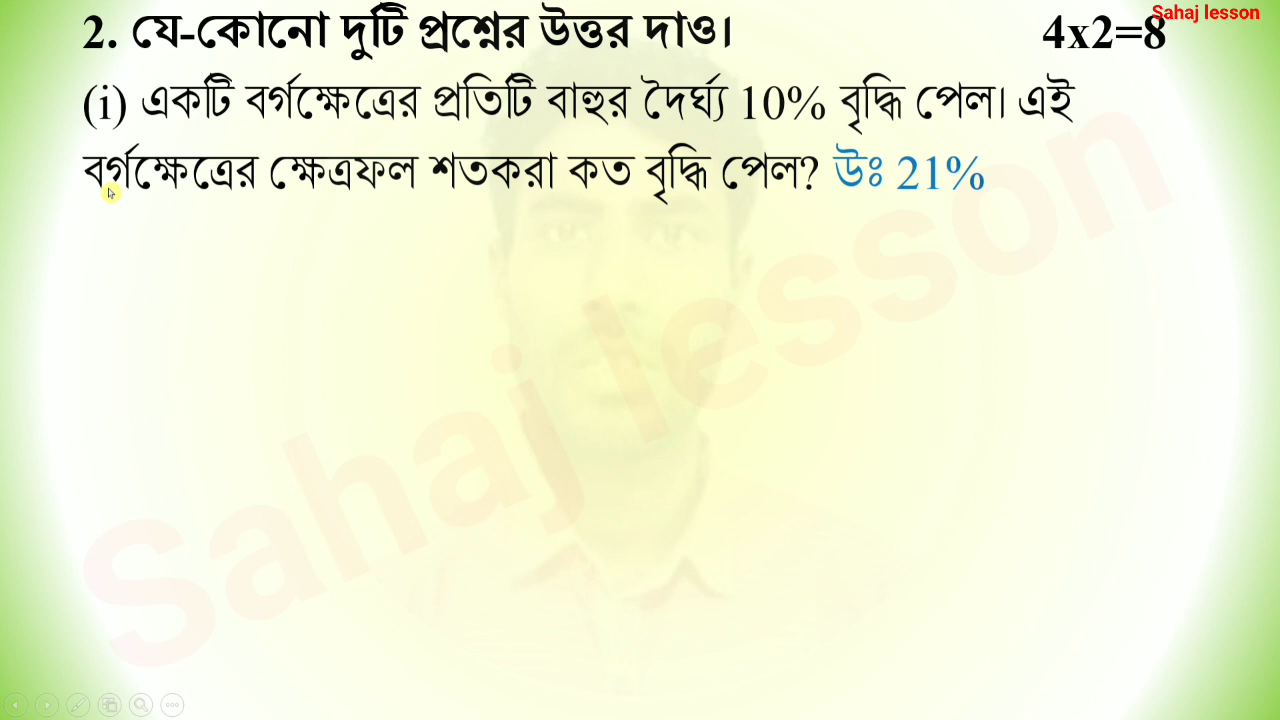 Sahaj lesson
2. যে-কোনো দুটি প্রশ্নের উত্তর দাও। 4x2=8
(i) একটি বর্গক্ষেত্রের প্রতিটি বাহুর দৈর্ঘ্য 10% বৃদ্ধি পেল। এই
বর্গক্ষেত্রের ক্ষেত্রফল শতকরা কত বৃদ্ধি পেল? উঃ 21%
Sahaj lesson